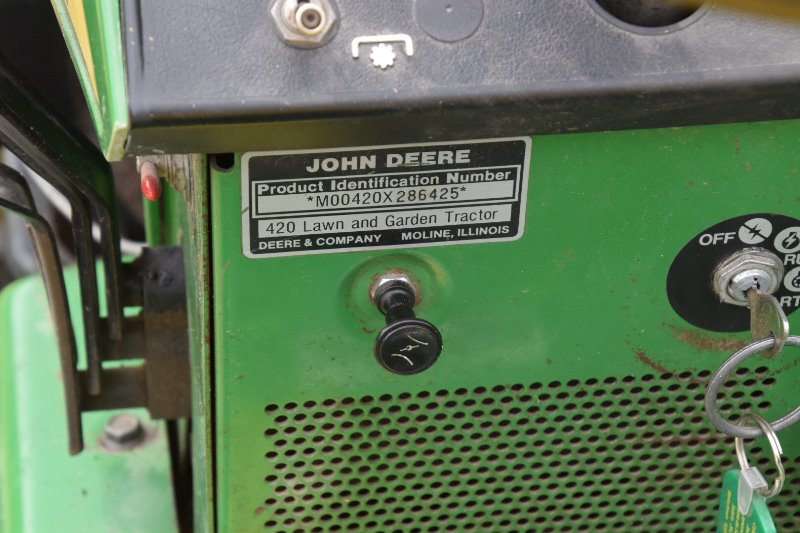 JOHN DEERE
Product Identification Number
*M00420X286425*
420 Lawn and Garden Tractor
DEERE & COMPANY MOLINE, ILLINOIS
OFF